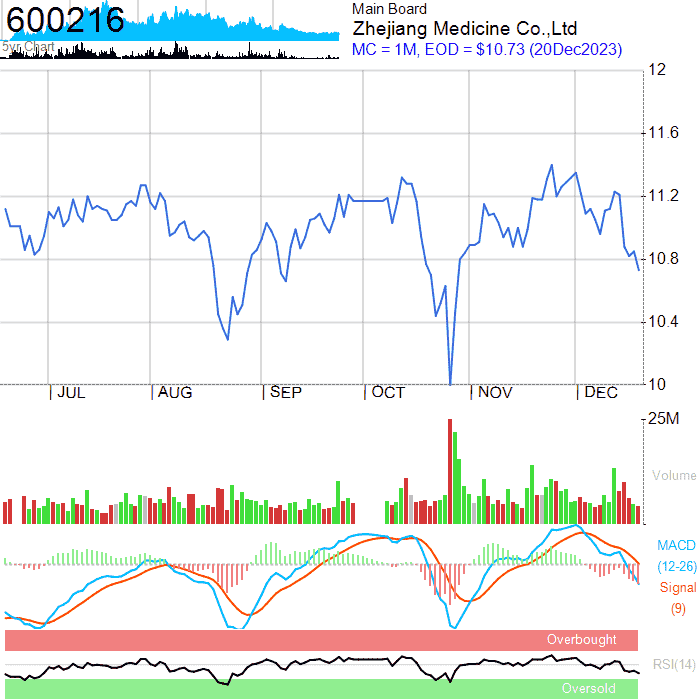 600216
5yr Chart
Main Board
Zhejiang Medicine Co.,Ltd
MC = 1M, EOD = $10.73 (20Dec2023)
12
11.6
11.2
10.8
10.4
10
JUL AUG SEP OCT NOV DEC
25M
Volume
MACD
(12-26)
Signal
(9)
Overbought
RSI(14)
Oversold